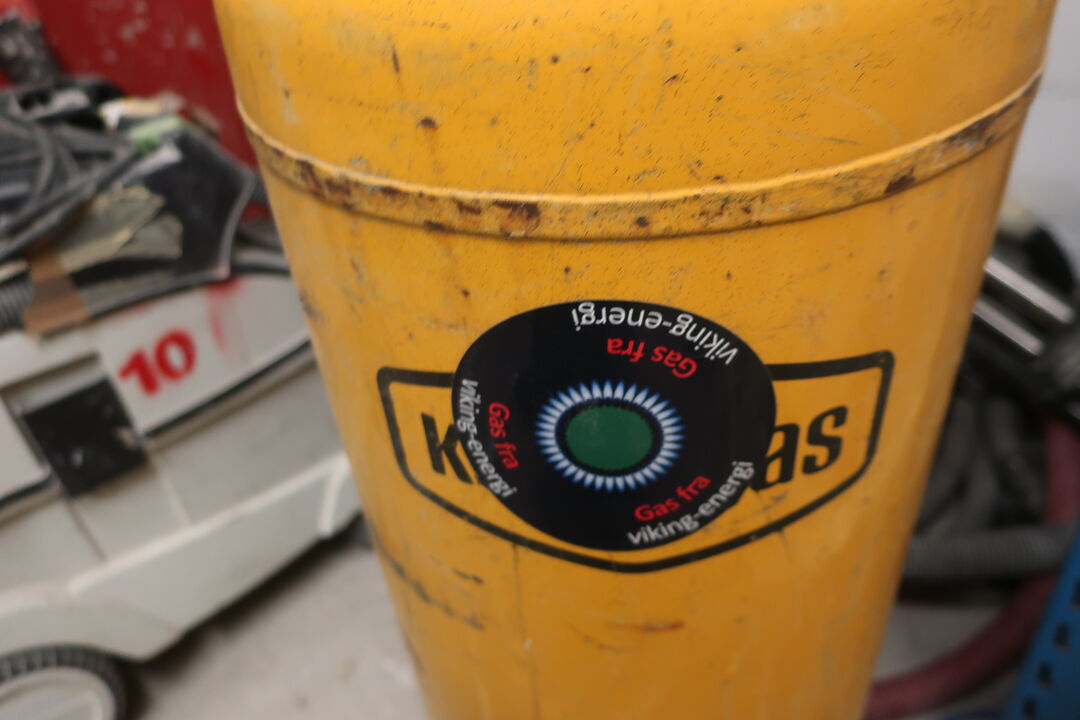 viking-energi
Gas fra
Gas fra
viking-energi
Gas fra
viking-energi
as
10